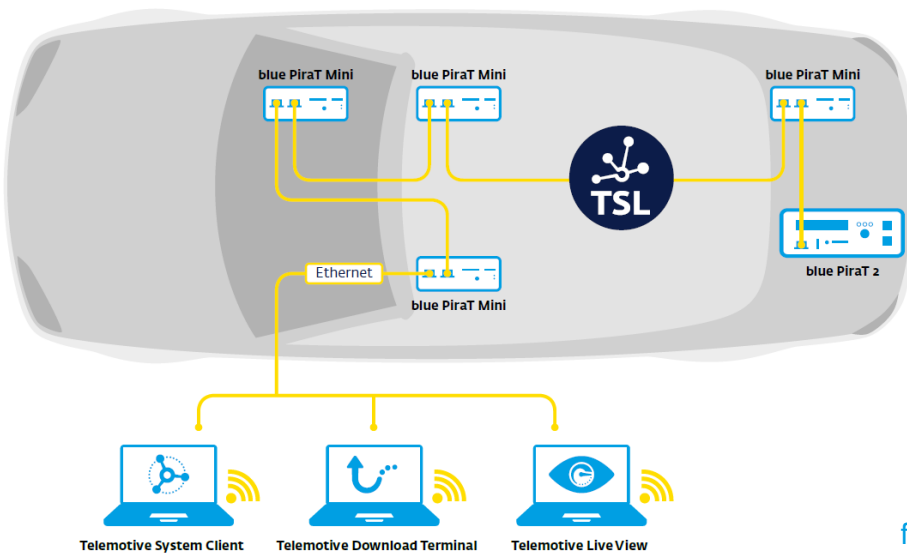 blue PiraT Mini
blue PiraT Mini
blue PiraT Mini
TSL
Ethernet
blue PiraT 2
blue PiraT Mini
Telemotive System Client
Telemotive Download Terminal
Telemotive Live View
f